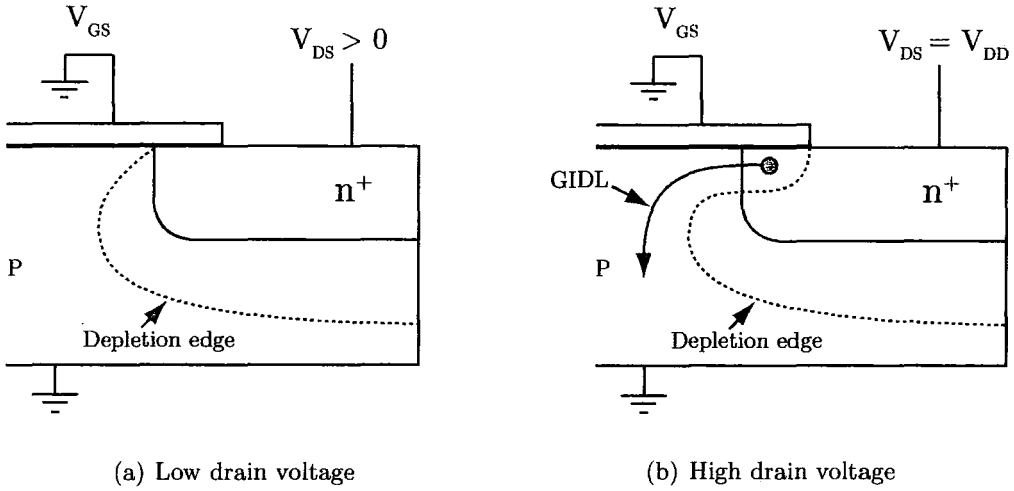 V_GS
V_DS > 0
n+
P
Depletion edge
(a) Low drain voltage
V_GS
V_DS = V_DD
GIDL
n+
P
Depletion edge
(b) High drain voltage